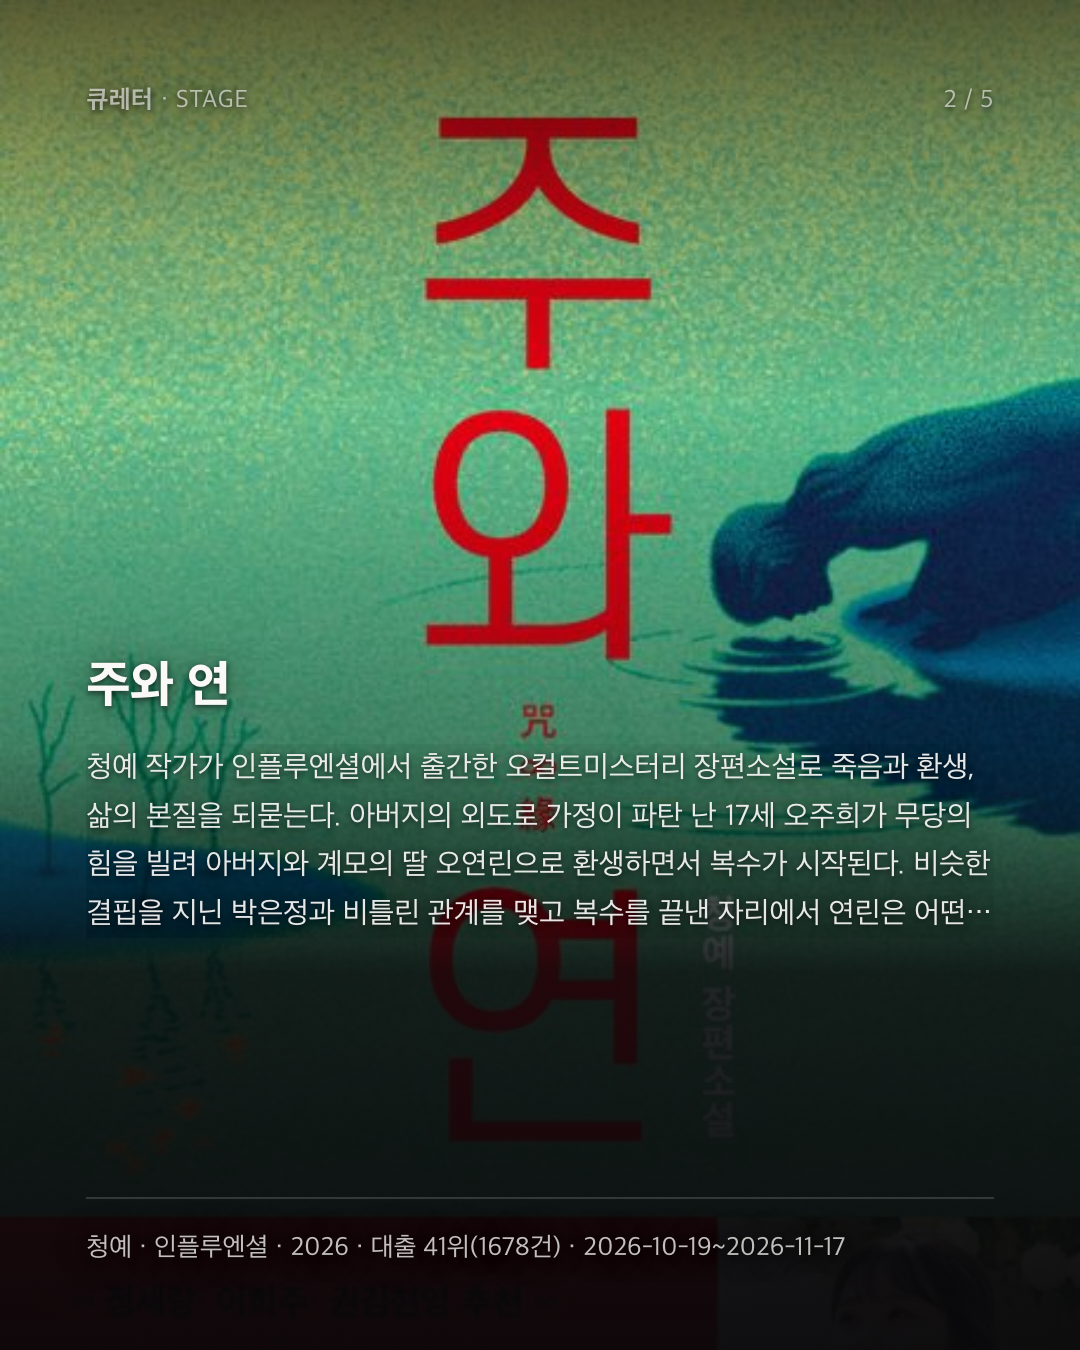 큐레터 · STAGE
2 / 5
주
와
연
咒
緣
청예 장편소설
주와 연
청예 작가가 인플루엔셜에서 출간한 오컬트미스터리 장편소설로 죽음과 환생,
삶의 본질을 되묻는다. 아버지의 외도로 가정이 파탄 난 17세 오주희가 무당의
힘을 빌려 아버지와 계모의 딸 오연린으로 환생하면서 복수가 시작된다. 비슷한
결핍을 지닌 박은정과 비틀린 관계를 맺고 복수를 끝낸 자리에서 연린은 어떤…
청예 · 인플루엔셜 · 2026 · 대출 41위(1678건) · 2026-10-19~2026-11-17